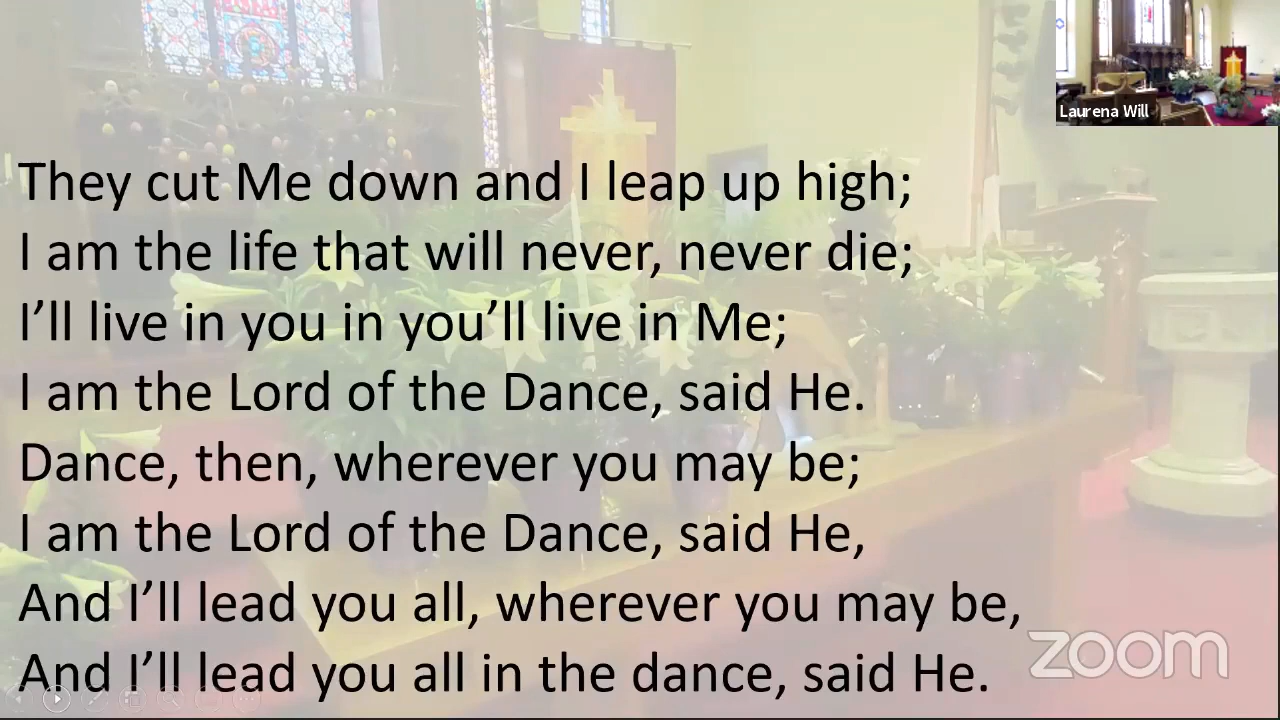 Laurena Will
They cut Me down and I leap up high;
I am the life that will never, never die;
I’ll live in you in you’ll live in Me;
I am the Lord of the Dance, said He.
Dance, then, wherever you may be;
I am the Lord of the Dance, said He,
And I’ll lead you all, wherever you may be,
And I’ll lead you all in the dance, said He.
zoom